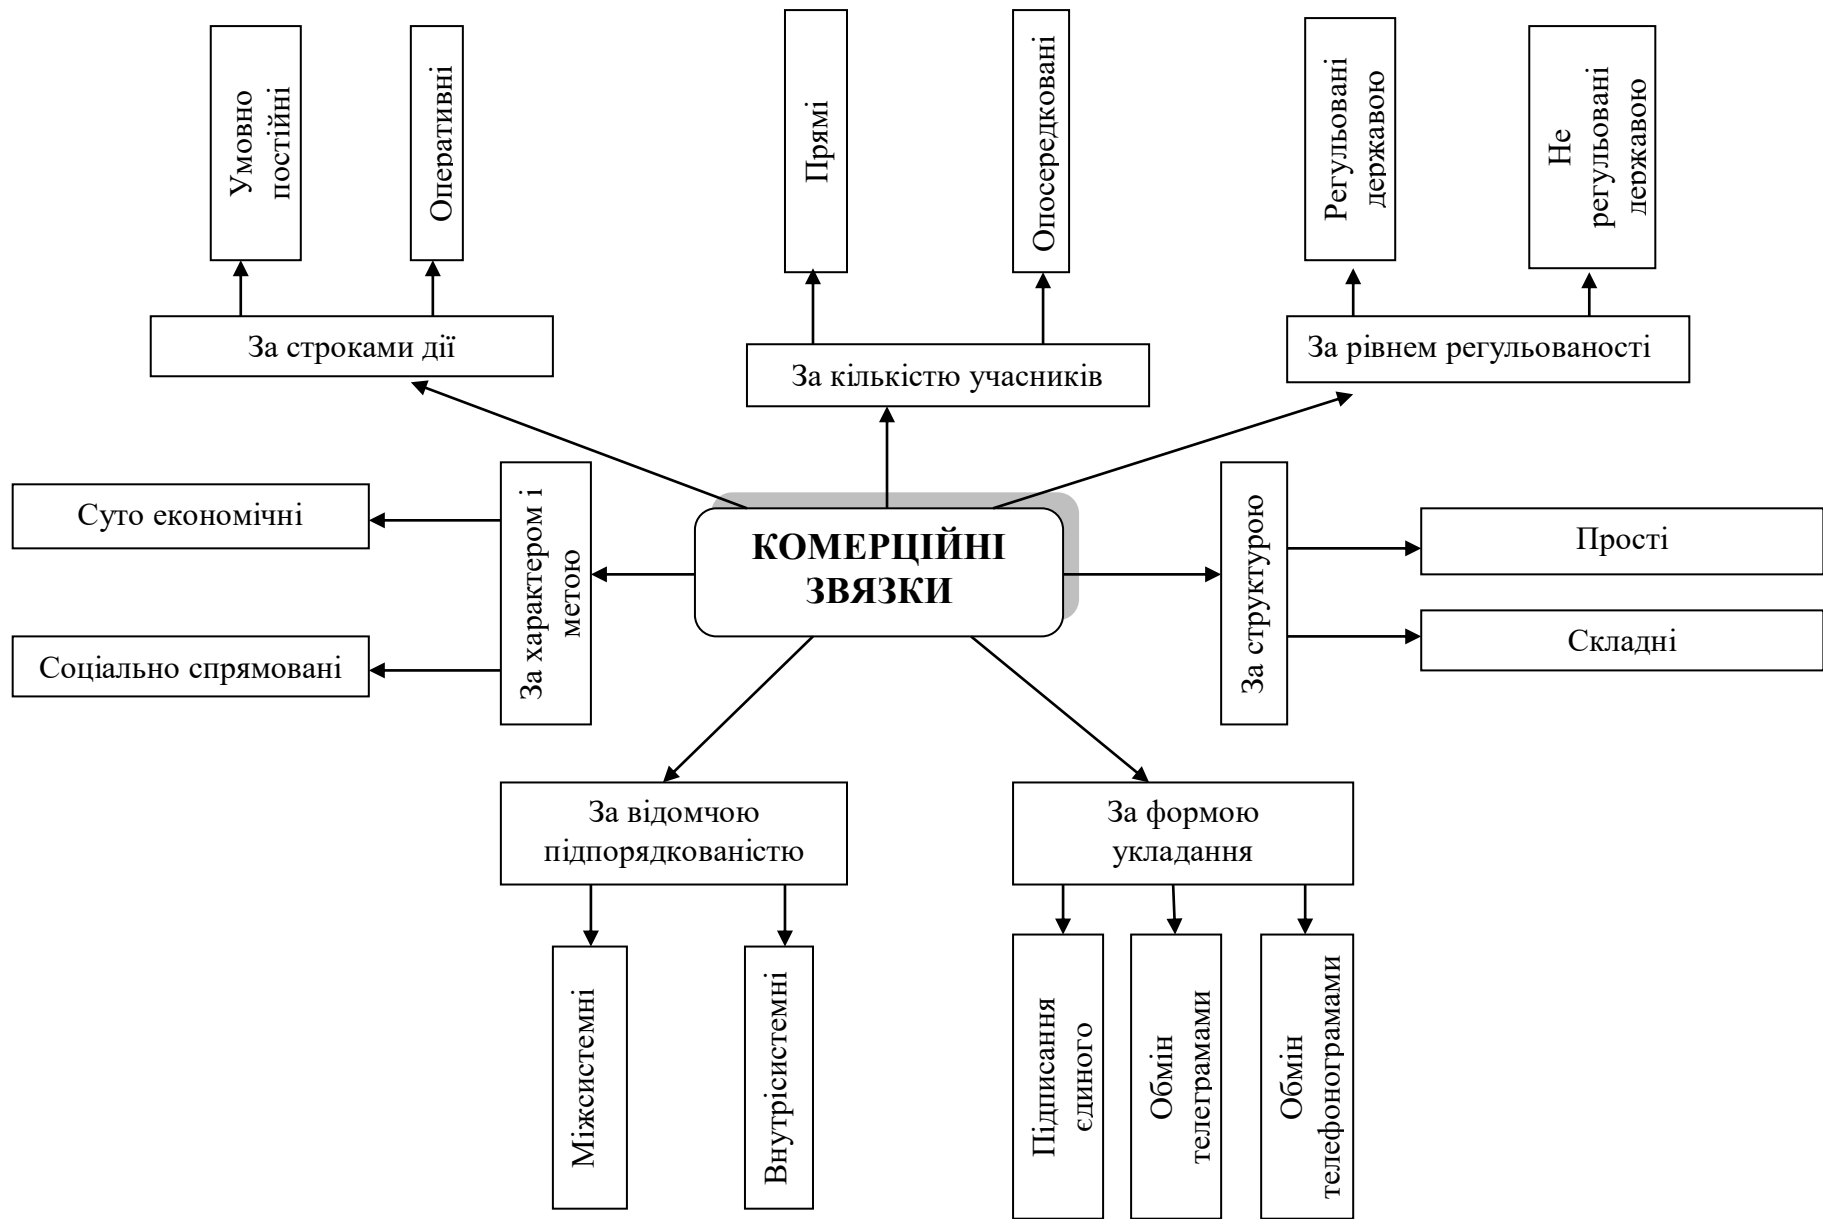 Умовно
постійні
Оперативні
Прямі
Опосередковані
Регульовані
державою
Не
регульовані
державою
За строками дії
За кількістю учасників
За рівнем регульованості
Суто економічні
Соціально спрямовані
За характером і
метою
КОМЕРЦІЙНІ
ЗВЯЗКИ
За структурою
Прості
Складні
За відомчою
підпорядкованістю
За формою
укладання
Міжсистемні
Внутрісистемні
Підписання
єдиного
Обмін
телеграмами
Обмін
телефонограмами